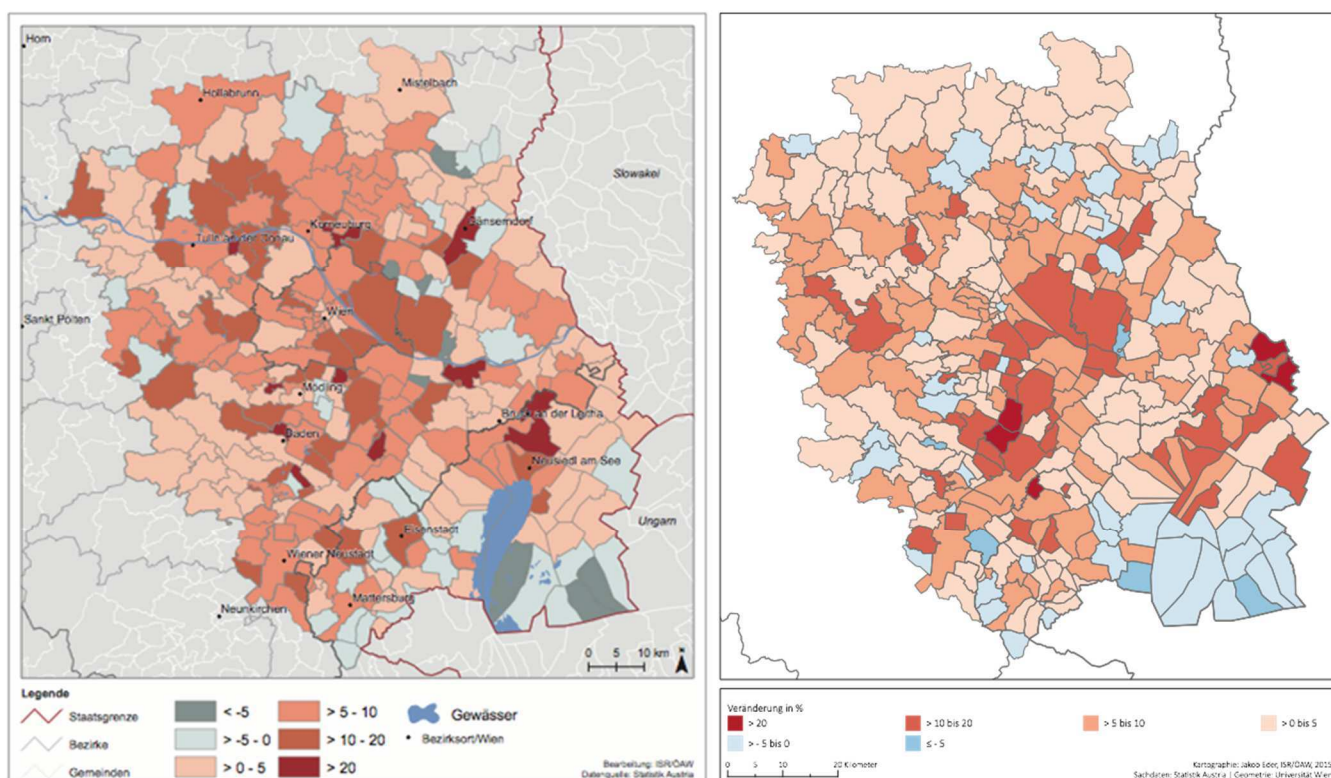 Horn
Mistelbach
Hollabrunn
Slowakei
Gänserndorf
Korneuburg
Tulln an der Donau
Sankt Pölten
Wien
Mödling
Bruck an der Leitha
Baden
Neusiedl am See
Ungarn
Eisenstadt
Wiener Neustadt
Mattersburg
Neunkirchen
0 5 10 km
N
Legende
Staatsgrenze
Bezirke
Gemeinden
< -5
> -5 - 0
> 0 - 5
> 5 - 10
> 10 - 20
> 20
Gewässer
Bezirksort/Wien
Bearbeitung: ISR/ÖAW,
Datenquelle: Statistik Austria
Veränderung in %
> 20
> 10 bis 20
> 5 bis 10
> 0 bis 5
> - 5 bis 0
≤ - 5
0 10 20 Kilometer
Kartographie: Jakob Eder, ISR/ÖAW, 2015
Sachdaten: Statistik Austria | Geometrie: Universität Wien